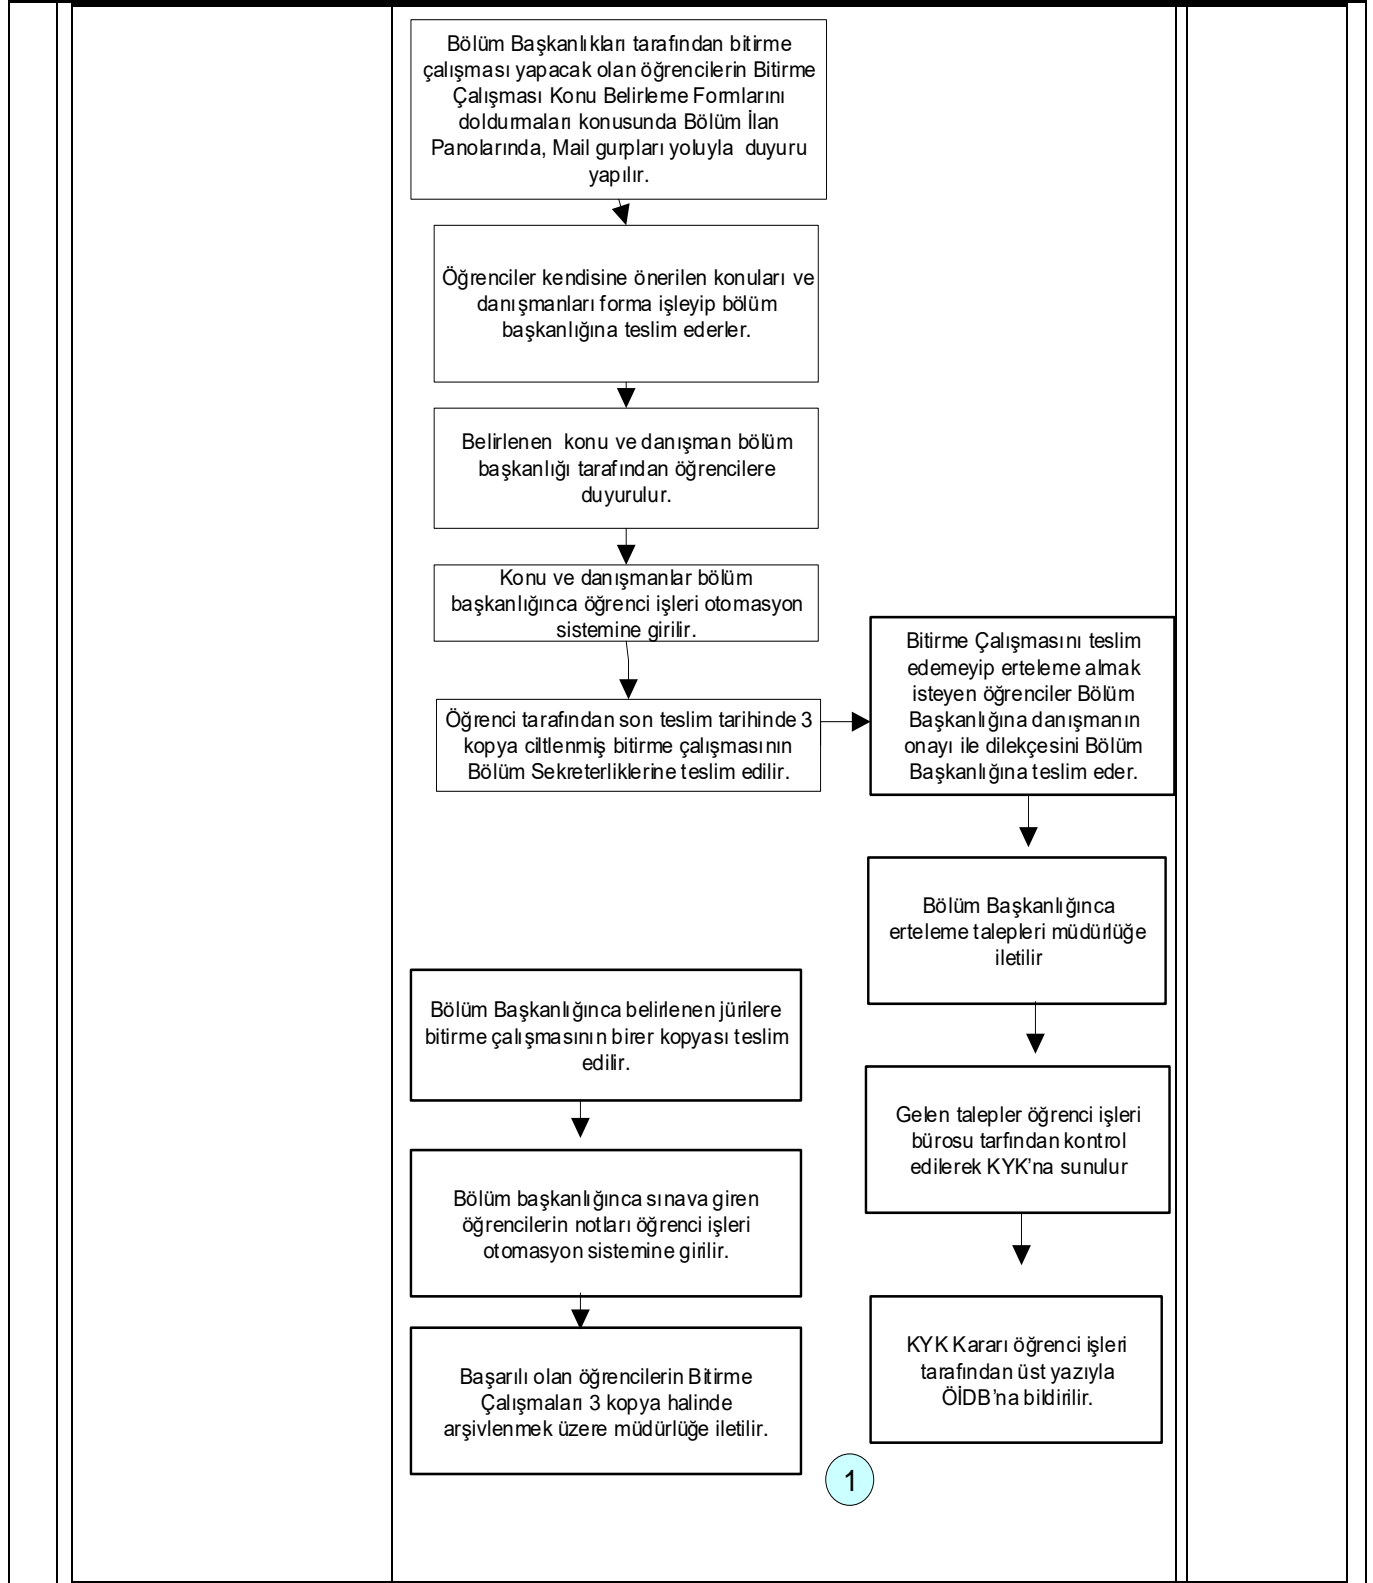 Bölüm Başkanlıkları tarafından bitirme
çalışması yapacak olan öğrencilerin Bitirme
Çalışması Konu Belirleme Formlarını
doldurmaları konusunda Bölüm İlan
Panolarında, Mail gurpları yoluyla duyuru
yapılır.
Öğrenciler kendisine önerilen konuları ve
danışmanları forma işleyip bölüm
başkanlığına teslim ederler.
Belirlenen konu ve danışman bölüm
başkanlığı tarafından öğrencilere
duyurulur.
Konu ve danışmanlar bölüm
başkanlığınca öğrenci işleri otomasyon
sistemine girilir.
Öğrenci tarafından son teslim tarihinde 3
kopya ciltlenmiş bitirme çalışmasının
Bölüm Sekreterliklerine teslim edilir.
Bitirme Çalışmasını teslim
edemeyip erteleme almak
isteyen öğrenciler Bölüm
Başkanlığına danışmanın
onayı ile dilekçesini Bölüm
Başkanlığına teslim eder.
Bölüm Başkanlığınca
erteleme talepleri müdürlüğe
iletilir
Bölüm Başkanlığınca belirlenen jürilere
bitirme çalışmasının birer kopyası teslim
edilir.
Gelen talepler öğrenci işleri
bürosu tarfından kontrol
edilerek KYK’na sunulur
Bölüm başkanlığınca sınava giren
öğrencilerin notları öğrenci işleri
otomasyon sistemine girilir.
KYK Kararı öğrenci işleri
tarafından üst yazıyla
ÖİDB’na bildirilir.
Başarılı olan öğrencilerin Bitirme
Çalışmaları 3 kopya halinde
arşivlenmek üzere müdürlüğe iletilir.
1